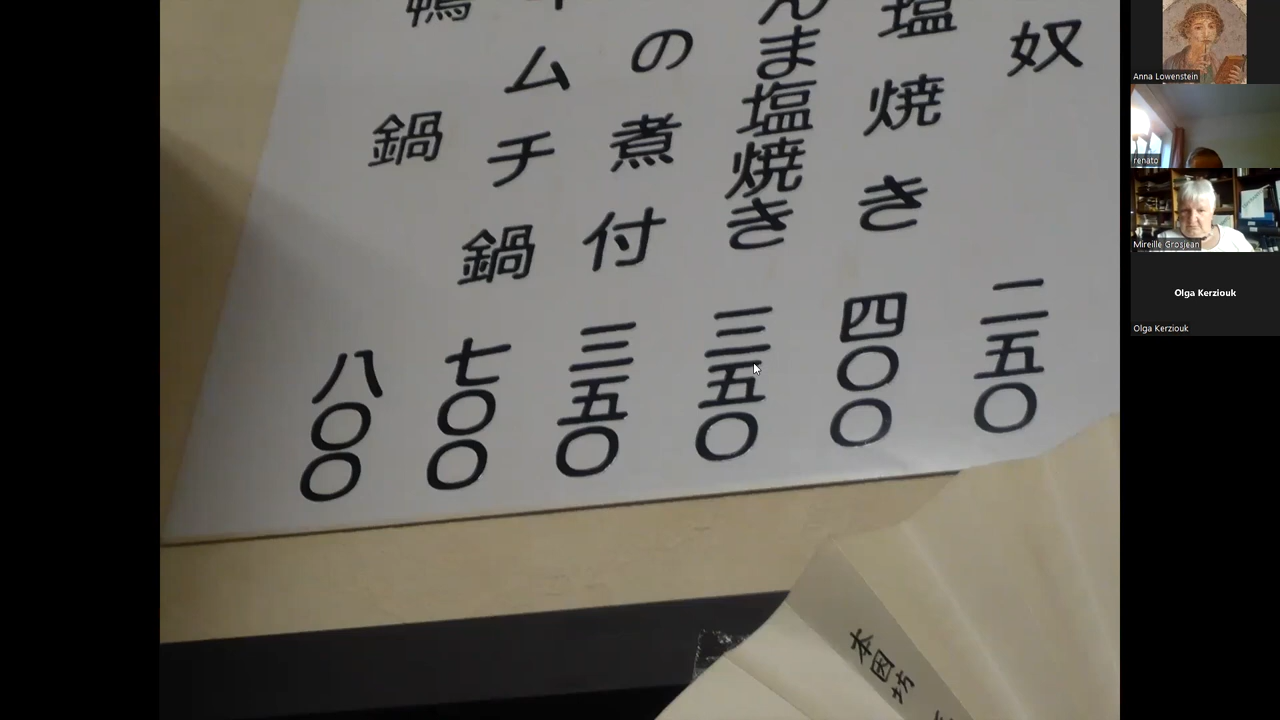 奴 二五〇
塩焼き 四〇〇
んま塩焼き 三五〇
の煮付 三五〇
ムチ鍋 七〇〇
鴨鍋 八〇〇
本因坊
Anna Lowenstein
renato
Mireille Grosjean
Olga Kerziouk
Olga Kerziouk